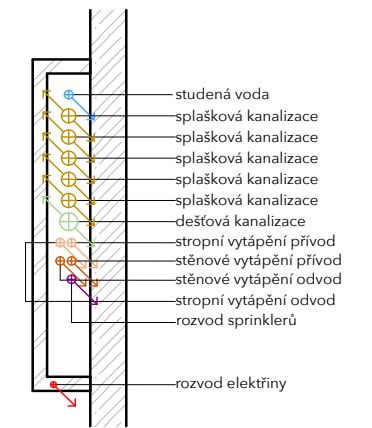 studená voda
splašková kanalizace
splašková kanalizace
splašková kanalizace
splašková kanalizace
splašková kanalizace
dešťová kanalizace
stropní vytápění přívod
stěnové vytápění přívod
stěnové vytápění odvod
stropní vytápění odvod
rozvod sprinklerů
rozvod elektřiny